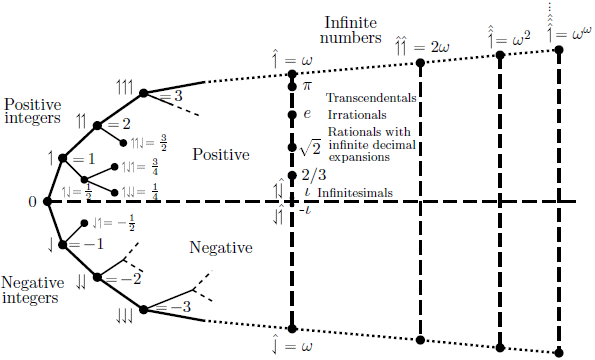 Infinite
numbers
⋮
↿̂̂̂ = ω^ω
↿̂̂ = ω²
↿̂↿̂ = 2ω
↿̂ = ω
π
Transcendentals
e Irrationals
Rationals with
infinite decimal
expansions
√2
2/3
↿⇃̂
ι Infinitesimals
⇃↿̂
-ι
⇃̂ = ω
Positive
integers
↿↿↿ = 3
↿↿ = 2
↿↿⇃ = 3/2
↿ = 1
↿⇃↿ = 3/4
↿⇃ = 1/2
↿⇃⇃ = 1/4
Positive
0
⇃↿ = −1/2
⇃ = −1
Negative
⇃⇃ = −2
Negative
integers
⇃⇃⇃ = −3